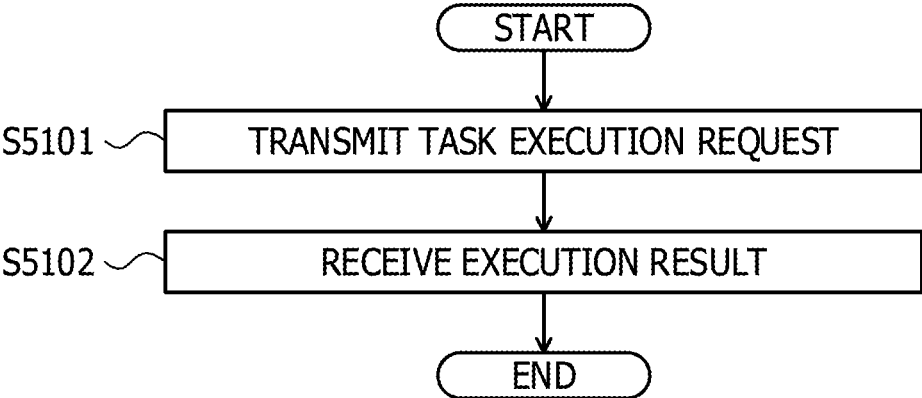 START
S5101 TRANSMIT TASK EXECUTION REQUEST
S5102 RECEIVE EXECUTION RESULT
END